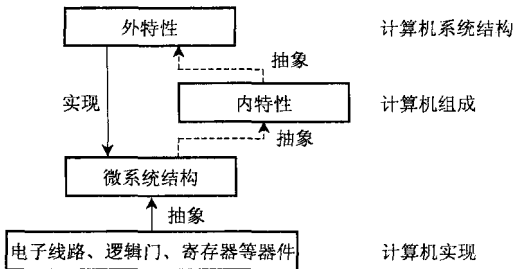 外特性 计算机系统结构
抽象
实现 内特性 计算机组成
抽象
微系统结构
抽象
电子线路、逻辑门、寄存器等器件 计算机实现